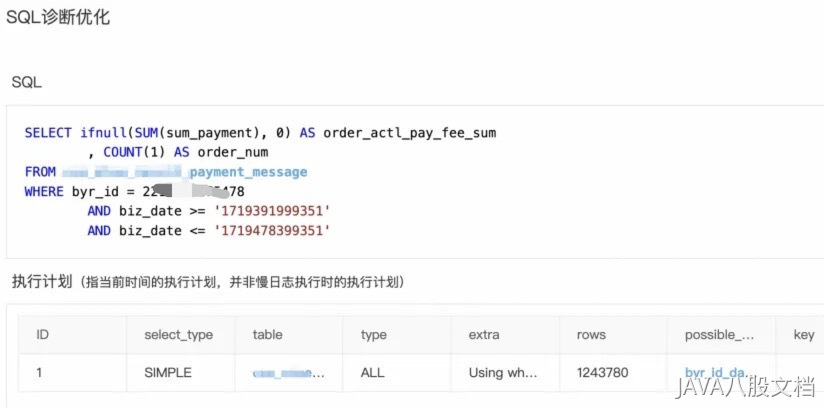 SQL诊断优化
SQL
SELECT ifnull(SUM(sum_payment), 0) AS order_actl_pay_fee_sum
, COUNT(1) AS order_num
FROM payment_message
WHERE byr_id = 22 478
AND biz_date >= '1719391999351'
AND biz_date <= '1719478399351'
执行计划（指当前时间的执行计划，并非慢日志执行时的执行计划）
ID select_type table type extra rows possible_... key
1 SIMPLE ... ALL Using wh... 1243780 byr_id_da...
JAVA八股文档